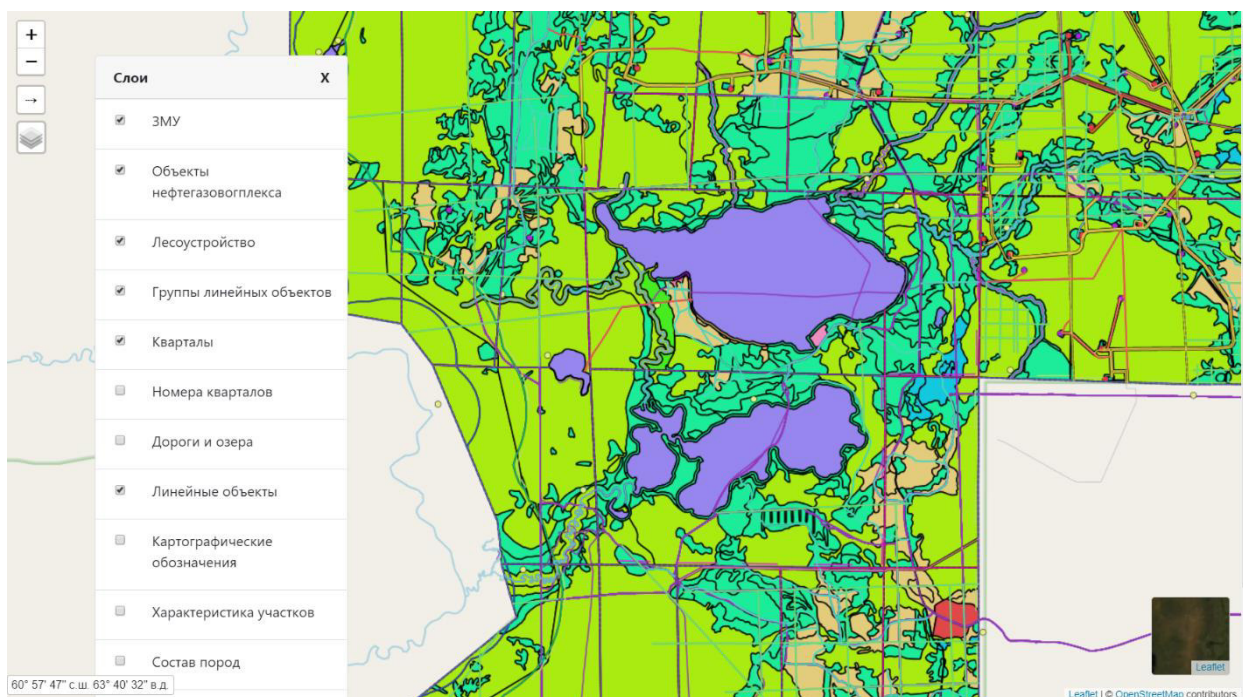 +
−
→
Слои X
ЗМУ
Объекты
нефтегазовогплекса
Лесоустройство
Группы линейных объектов
Кварталы
Номера кварталов
Дороги и озера
Линейные объекты
Картографические
обозначения
Характеристика участков
Состав пород
60° 57' 47" с.ш. 63° 40' 32" в.д.
Leaflet
Leaflet | © OpenStreetMap contributors